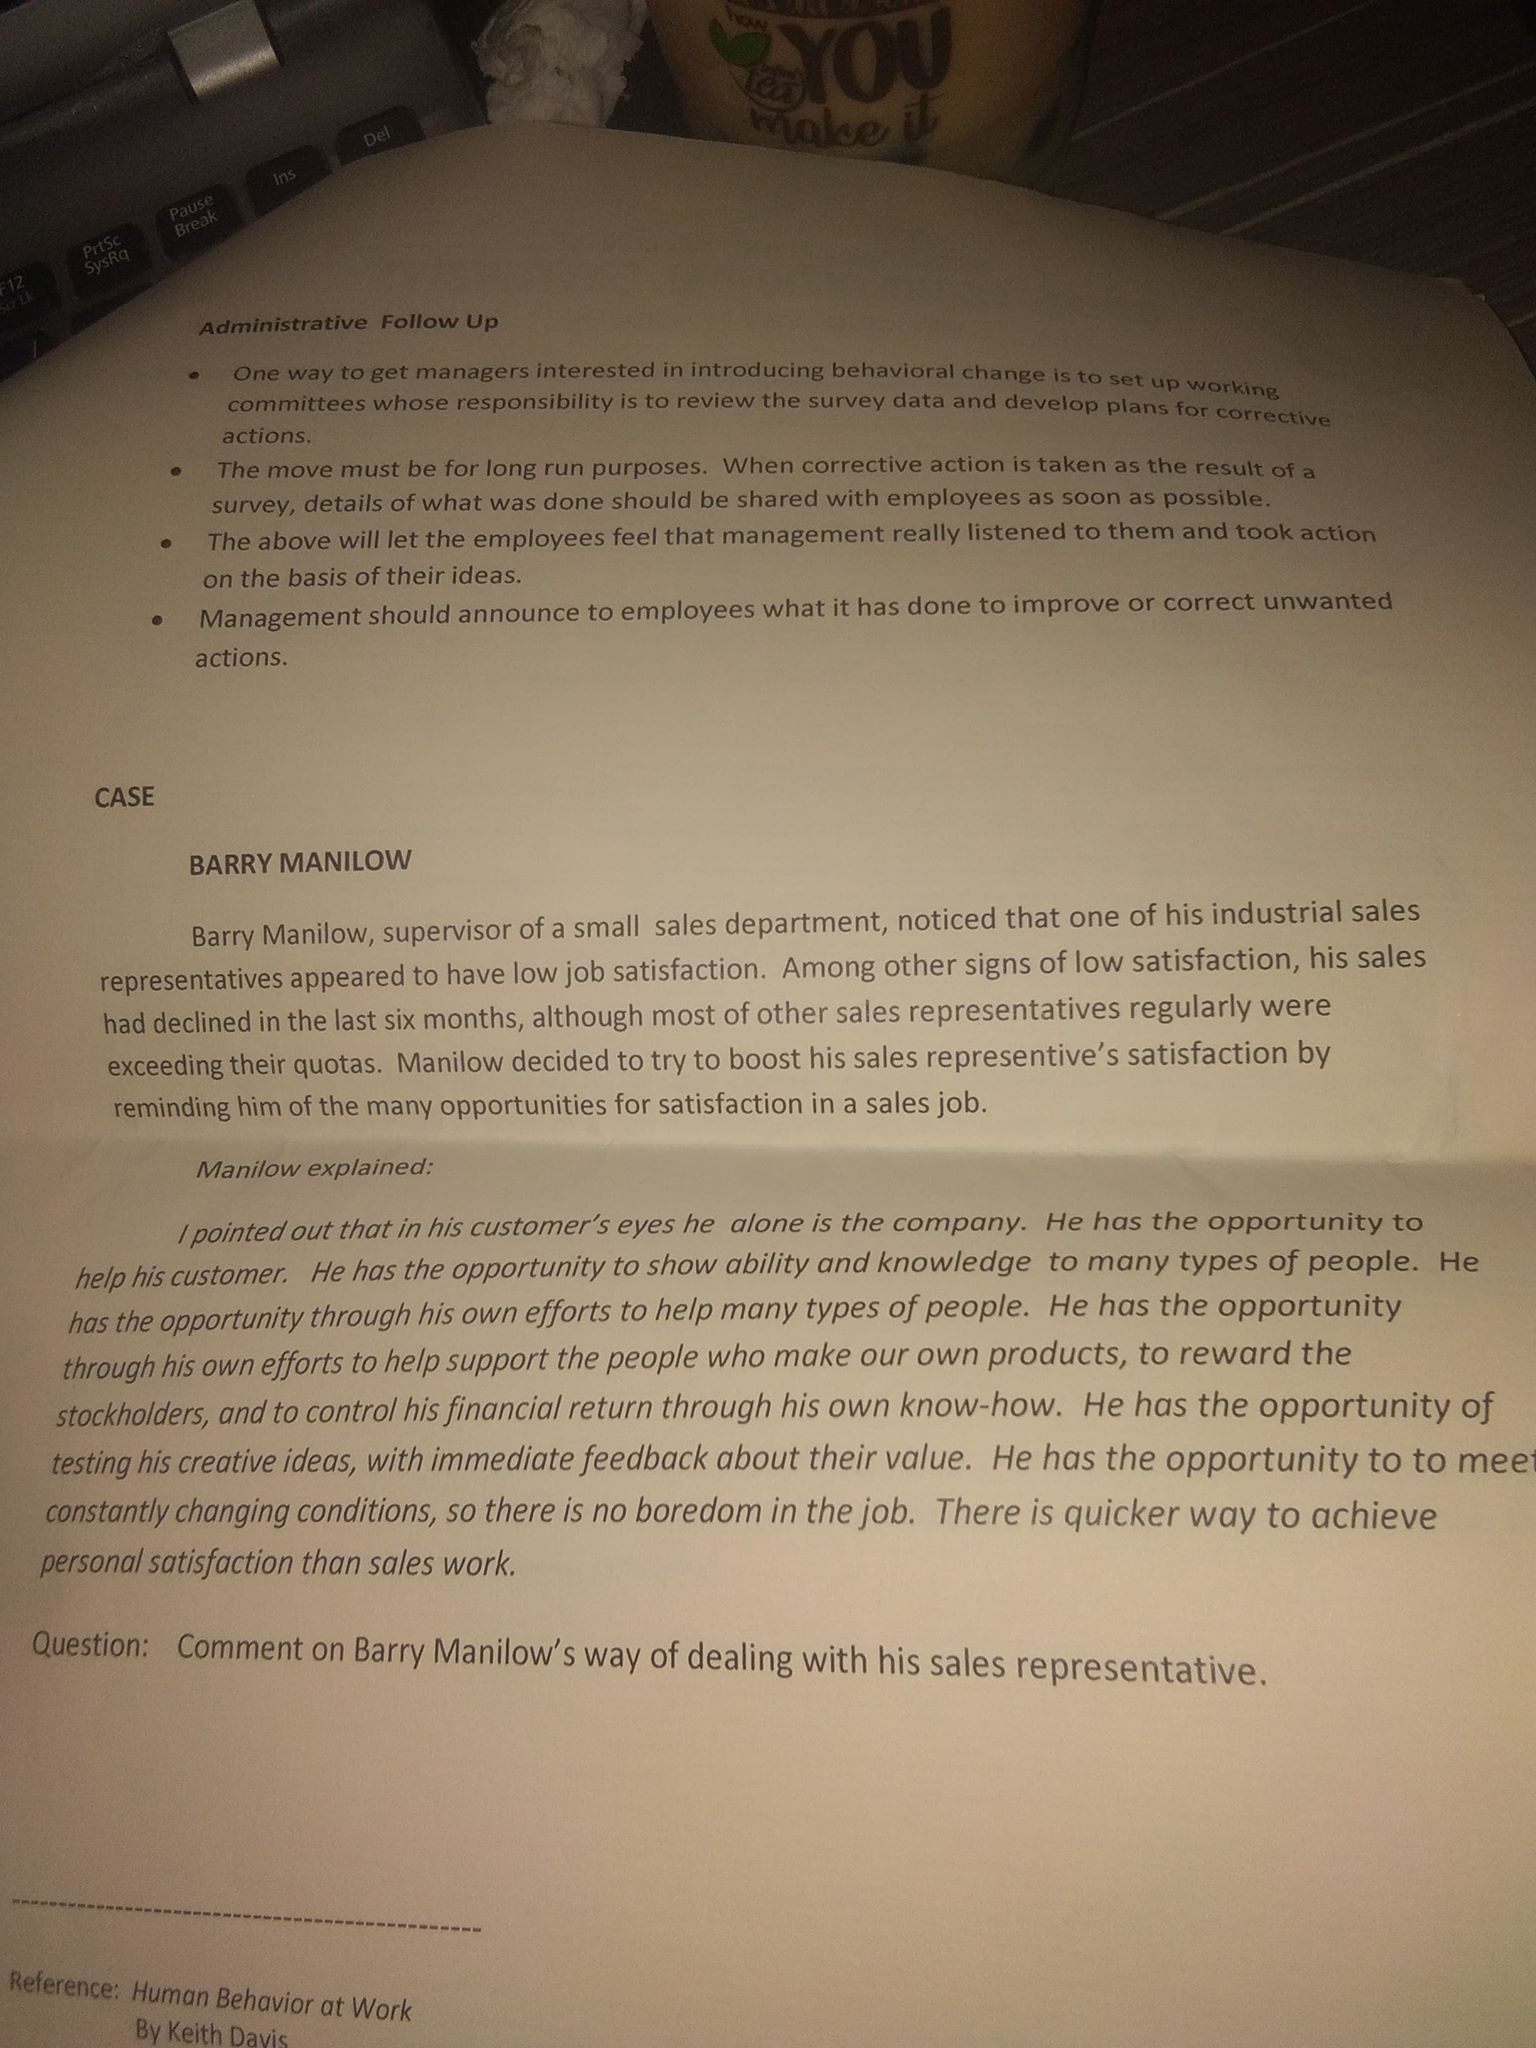 how
YOU
tea
make it
Del
Ins
Pause
Break
PrtSc
SysRq
F12
Scr Lk
Administrative Follow Up
• One way to get managers interested in introducing behavioral change is to set up working
committees whose responsibility is to review the survey data and develop plans for corrective
actions.
• The move must be for long run purposes. When corrective action is taken as the result of a
survey, details of what was done should be shared with employees as soon as possible.
• The above will let the employees feel that management really listened to them and took action
on the basis of their ideas.
• Management should announce to employees what it has done to improve or correct unwanted
actions.
CASE
BARRY MANILOW
Barry Manilow, supervisor of a small sales department, noticed that one of his industrial sales
representatives appeared to have low job satisfaction. Among other signs of low satisfaction, his sales
had declined in the last six months, although most of other sales representatives regularly were
exceeding their quotas. Manilow decided to try to boost his sales representive's satisfaction by
reminding him of the many opportunities for satisfaction in a sales job.
Manilow explained:
I pointed out that in his customer's eyes he alone is the company. He has the opportunity to
help his customer. He has the opportunity to show ability and knowledge to many types of people. He
has the opportunity through his own efforts to help many types of people. He has the opportunity
through his own efforts to help support the people who make our own products, to reward the
stockholders, and to control his financial return through his own know-how. He has the opportunity of
testing his creative ideas, with immediate feedback about their value. He has the opportunity to to meet
constantly changing conditions, so there is no boredom in the job. There is quicker way to achieve
personal satisfaction than sales work.
Question: Comment on Barry Manilow's way of dealing with his sales representative.
--------------------------------------------------
Reference: Human Behavior at Work
By Keith Davis